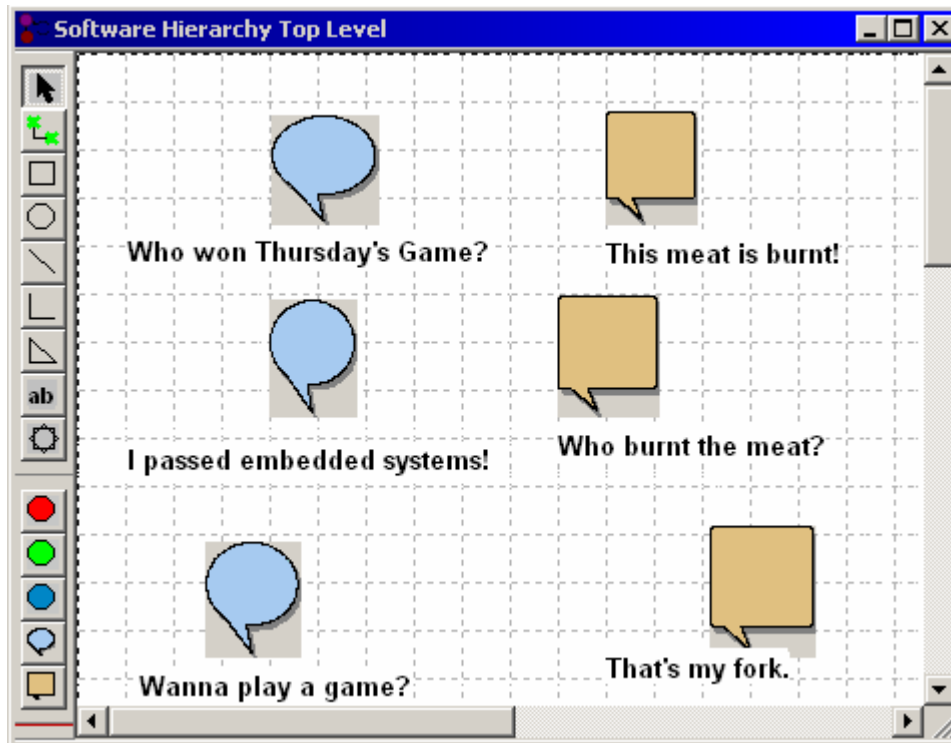 Software Hierarchy Top Level
Who won Thursday's Game?
This meat is burnt!
ab
I passed embedded systems!
Who burnt the meat?
Wanna play a game?
That's my fork.